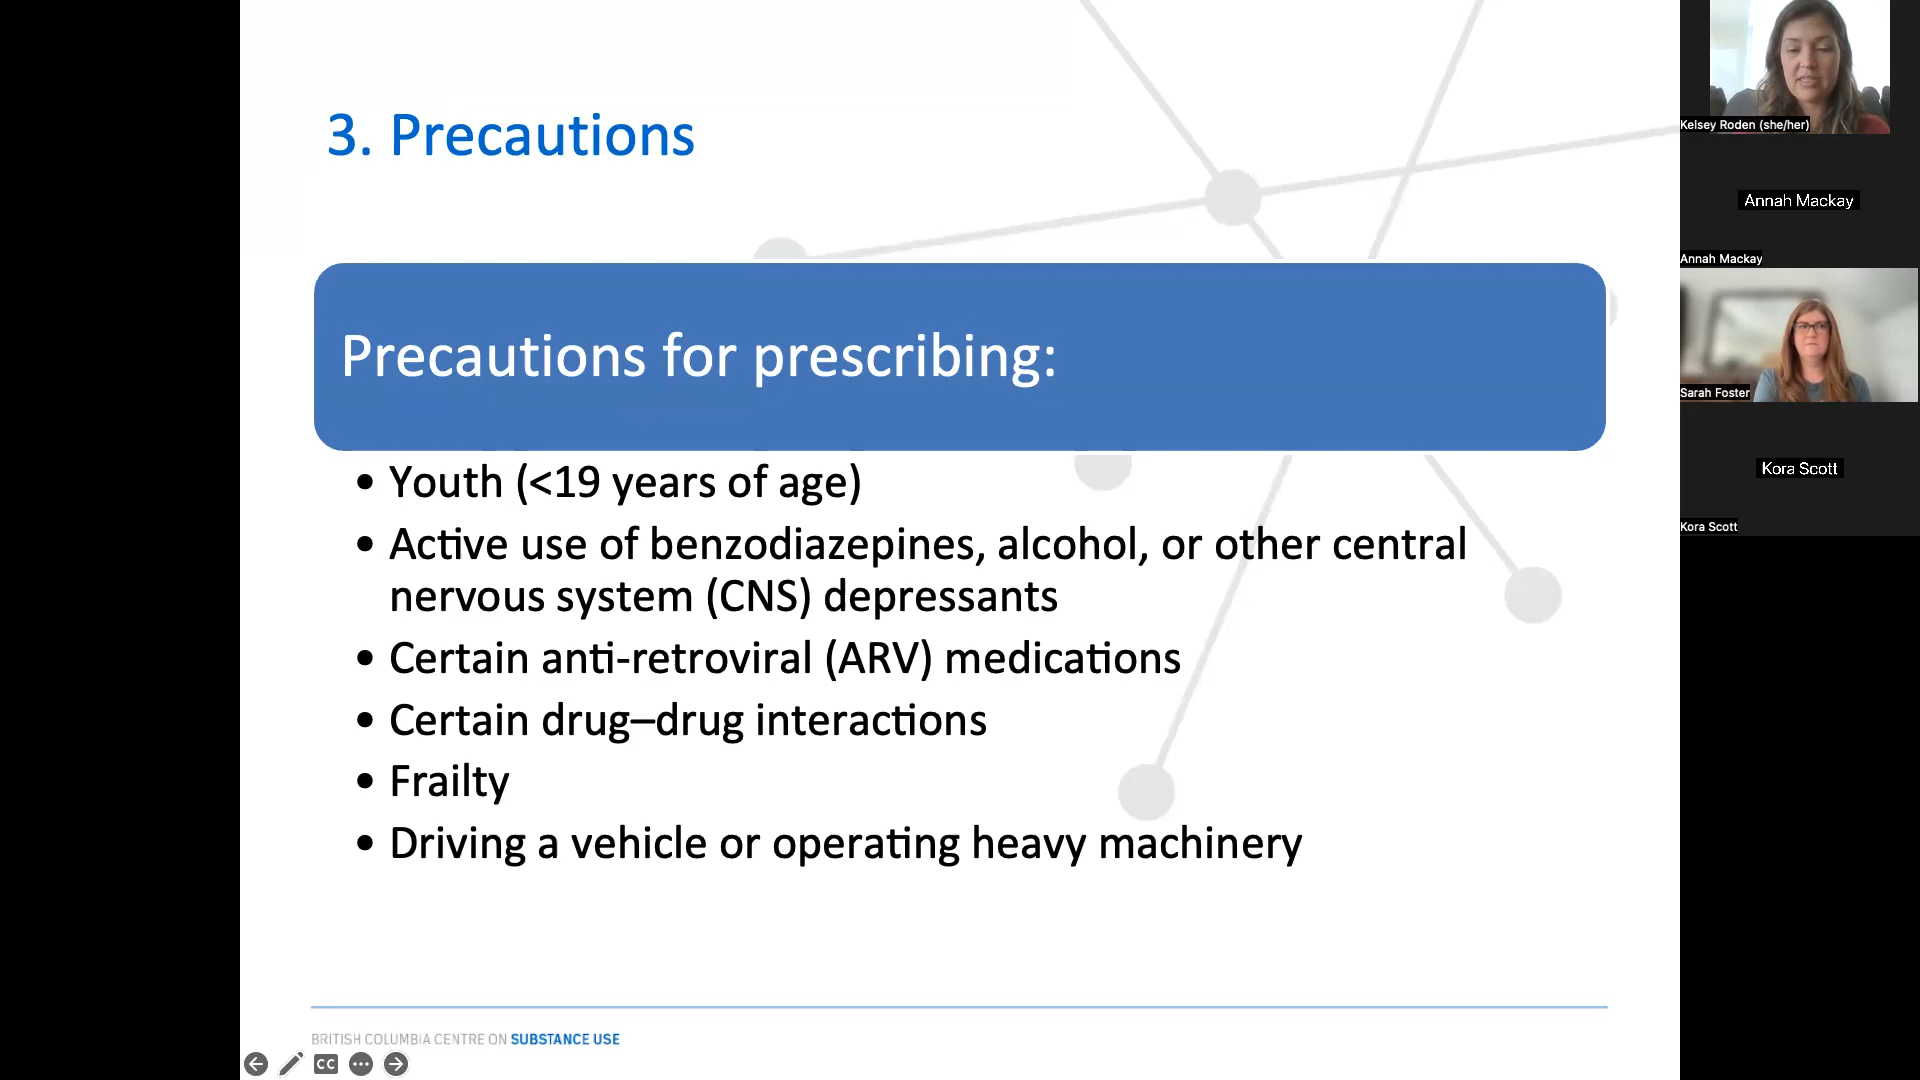 3. Precautions
Precautions for prescribing:
• Youth (<19 years of age)
• Active use of benzodiazepines, alcohol, or other central
nervous system (CNS) depressants
• Certain anti-retroviral (ARV) medications
• Certain drug–drug interactions
• Frailty
• Driving a vehicle or operating heavy machinery
BRITISH COLUMBIA CENTRE ON SUBSTANCE USE
CC
Kelsey Roden (she/her)
Annah Mackay
Annah Mackay
Sarah Foster
Kora Scott
Kora Scott